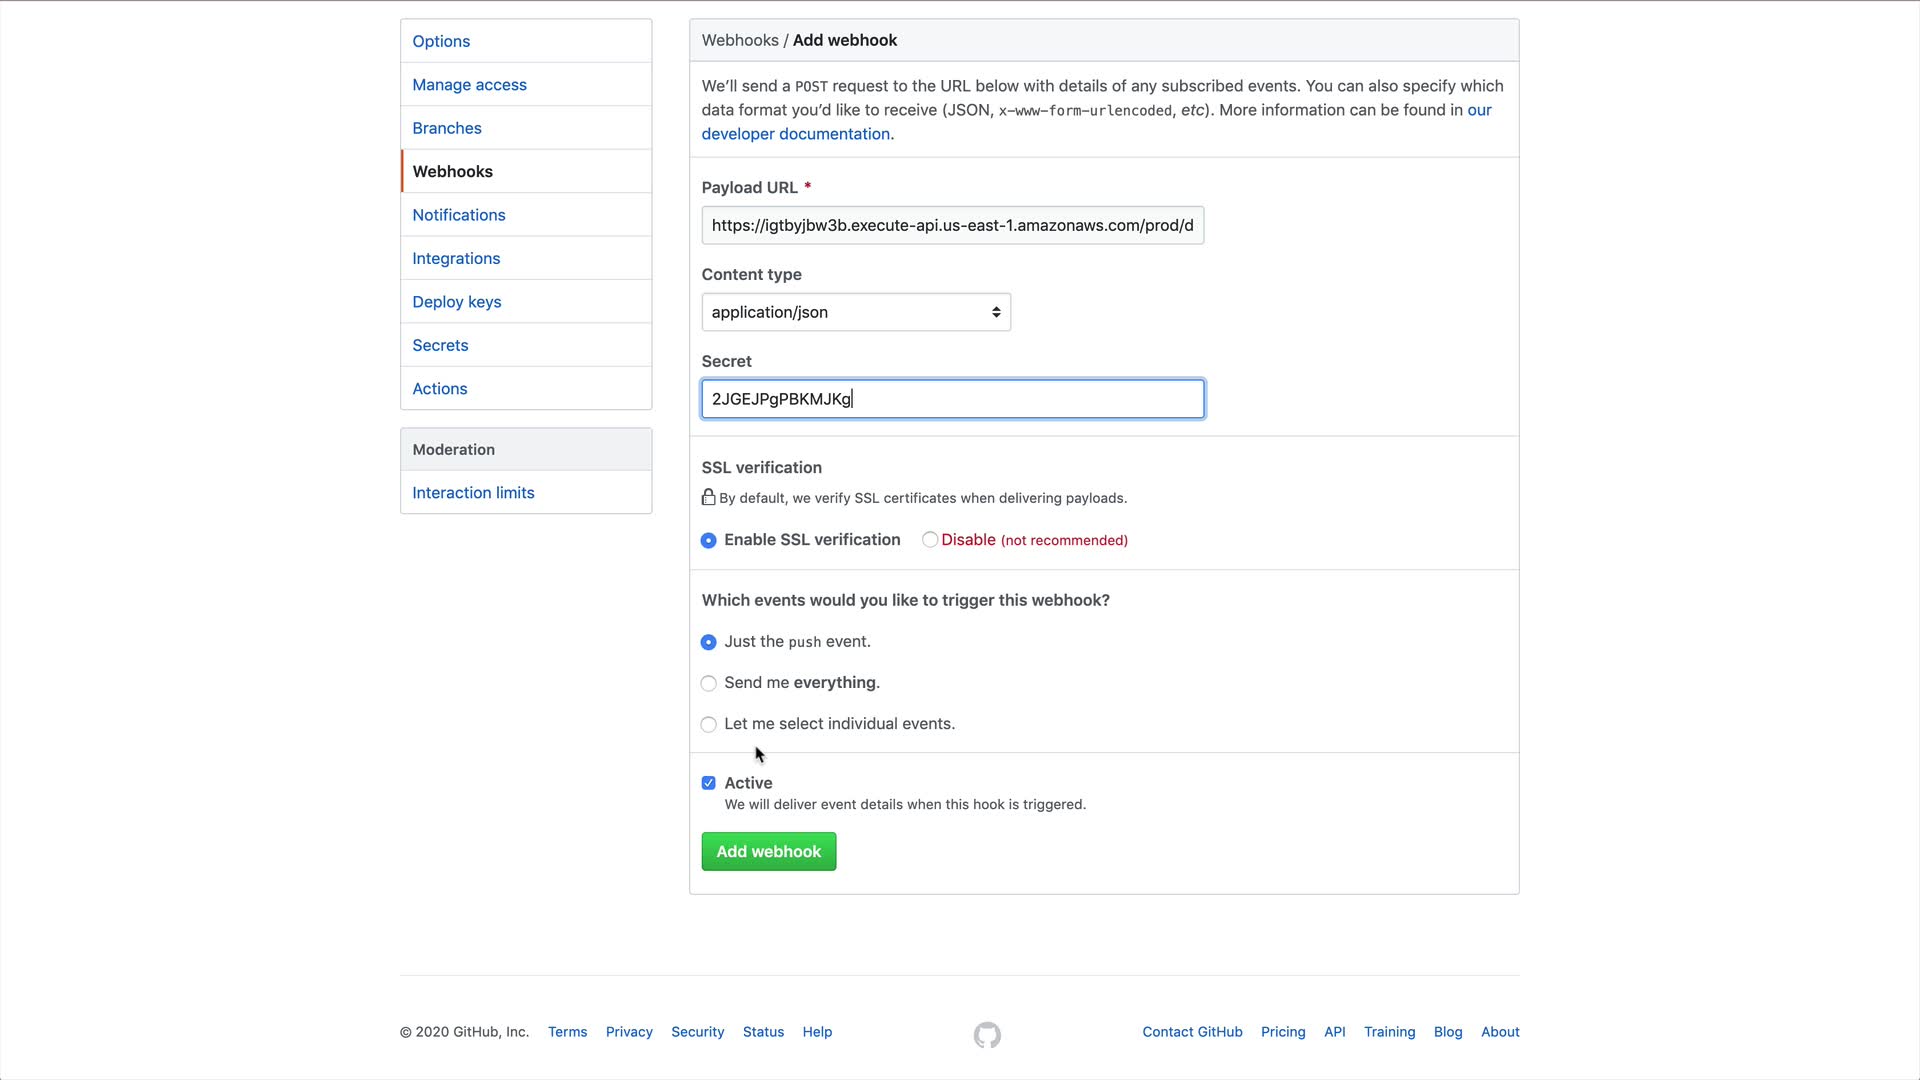 Options
Manage access
Branches
Webhooks
Notifications
Integrations
Deploy keys
Secrets
Actions
Moderation
Interaction limits
Webhooks / Add webhook
We’ll send a POST request to the URL below with details of any subscribed events. You can also specify which
data format you’d like to receive (JSON, x-www-form-urlencoded, etc). More information can be found in our
developer documentation.
Payload URL *
https://igtbyjbw3b.execute-api.us-east-1.amazonaws.com/prod/d
Content type
application/json
Secret
2JGEJPgPBKMJKg
SSL verification
By default, we verify SSL certificates when delivering payloads.
Enable SSL verification Disable (not recommended)
Which events would you like to trigger this webhook?
Just the push event.
Send me everything.
Let me select individual events.
Active
We will deliver event details when this hook is triggered.
Add webhook
© 2020 GitHub, Inc. Terms Privacy Security Status Help Contact GitHub Pricing API Training Blog About